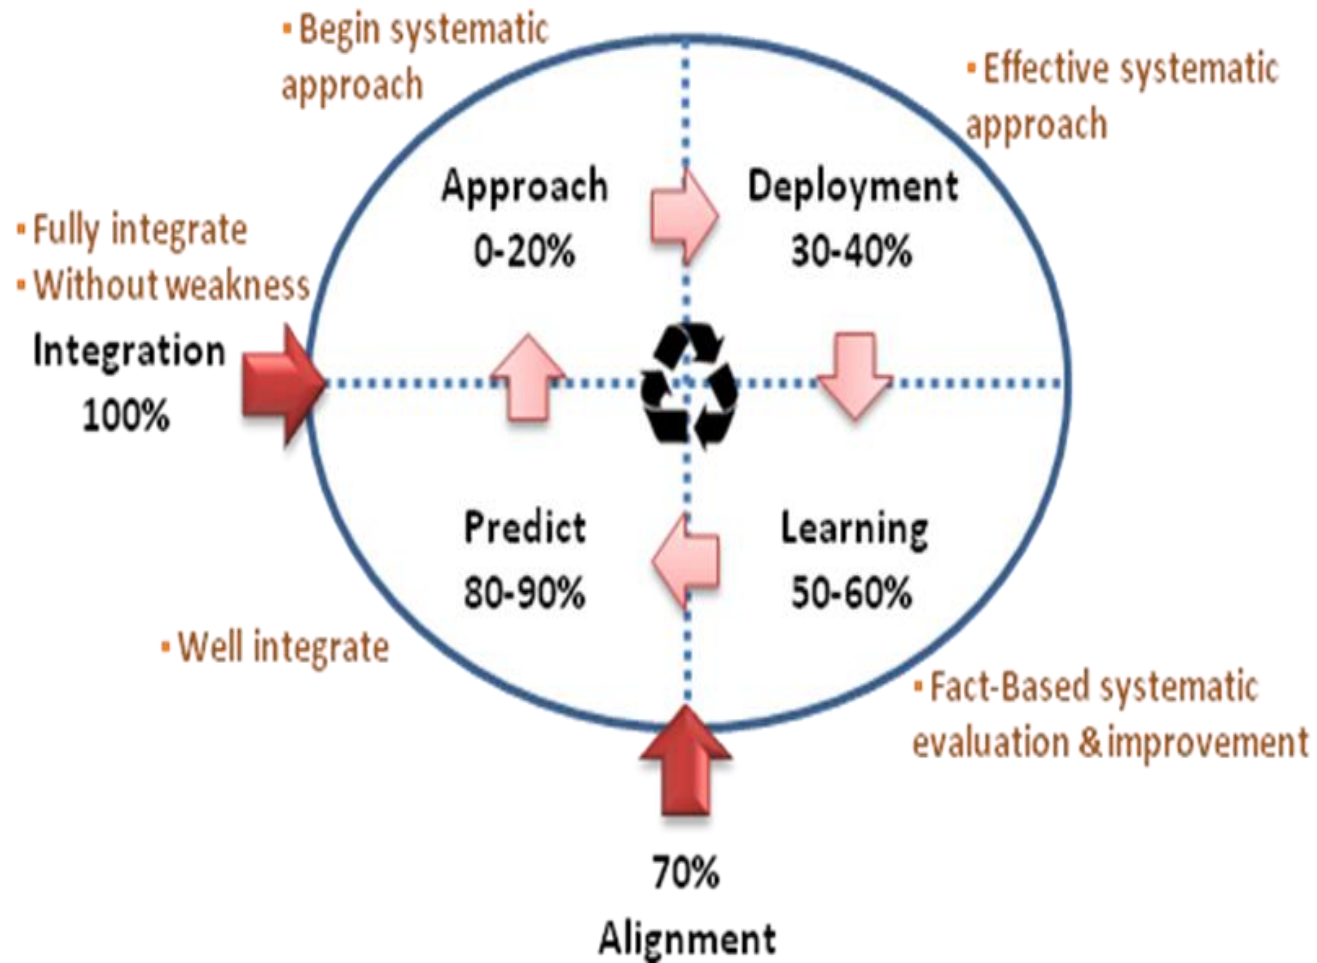 ▪ Begin systematic
approach
▪ Effective systematic
approach
Approach
0-20%
Deployment
30-40%
▪ Fully integrate
▪ Without weakness
Integration
100%
Predict
80-90%
Learning
50-60%
▪ Well integrate
▪ Fact-Based systematic
evaluation & improvement
70%
Alignment